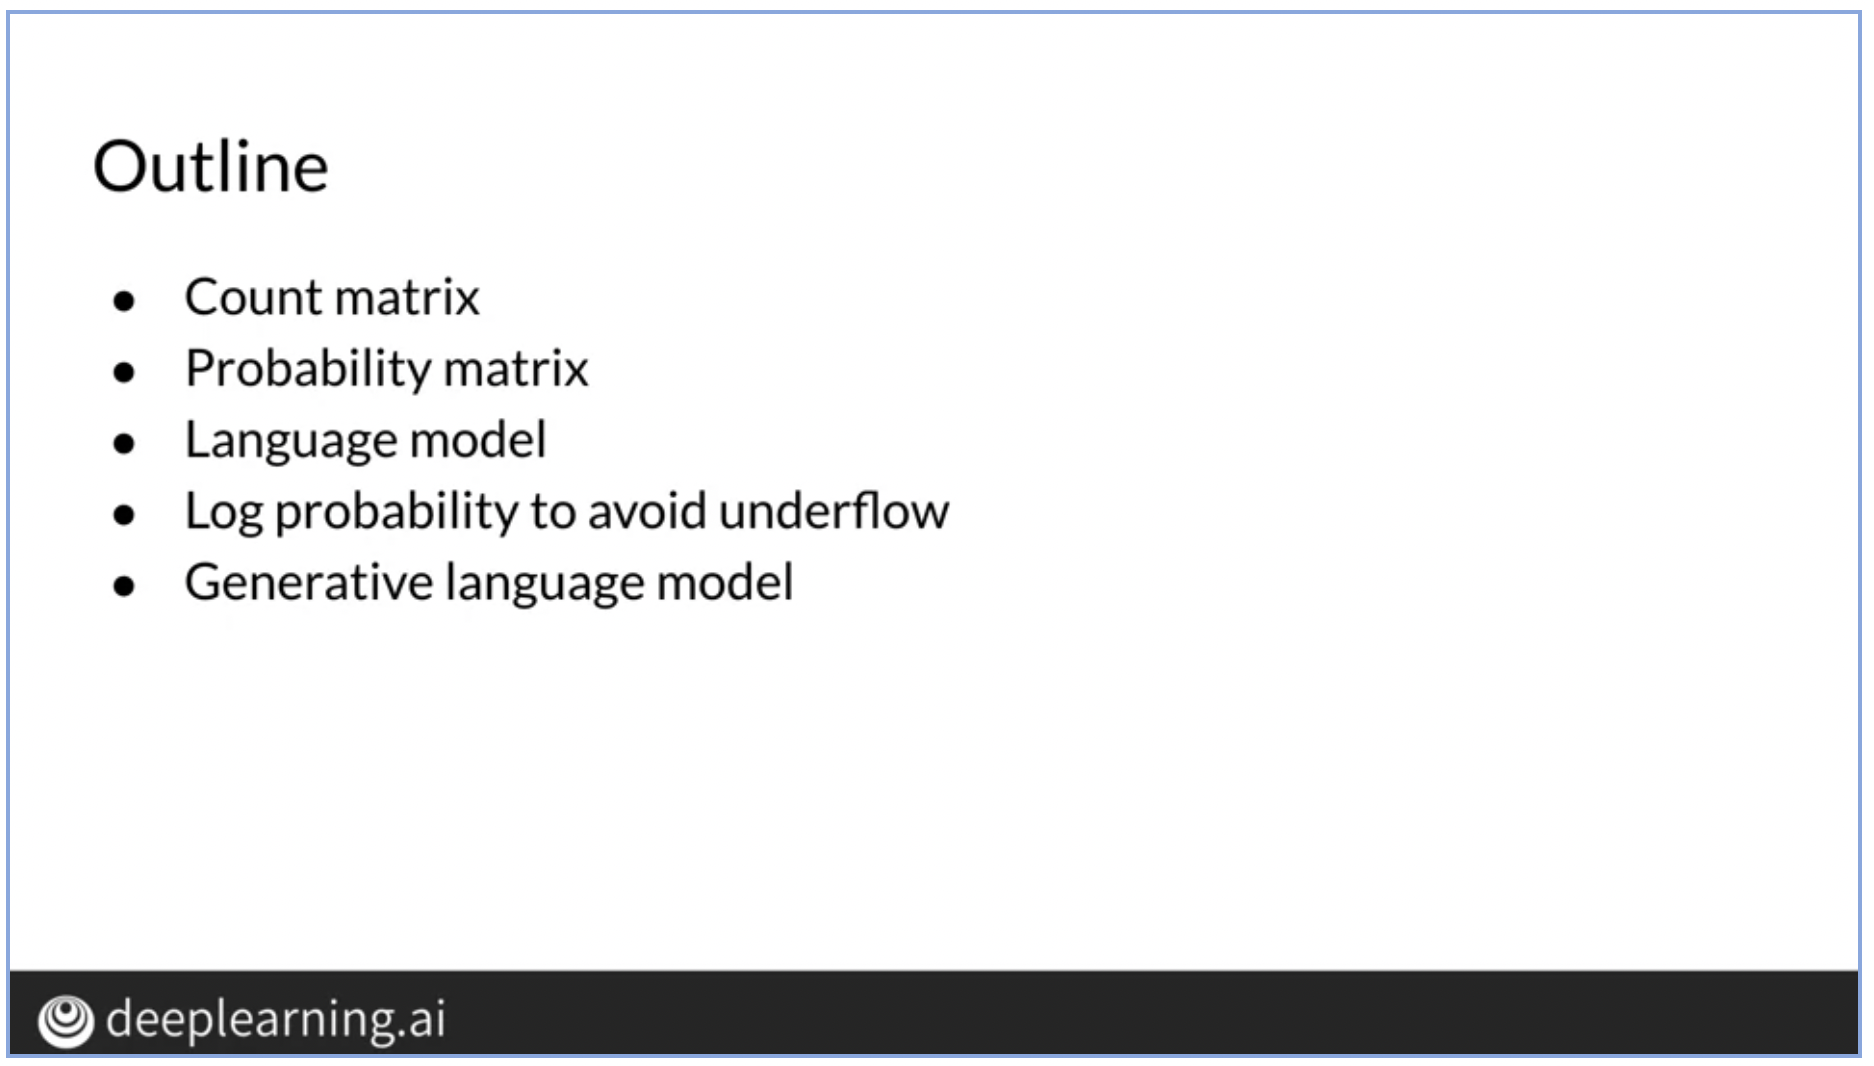 Outline
● Count matrix
● Probability matrix
● Language model
● Log probability to avoid underflow
● Generative language model
deeplearning.ai